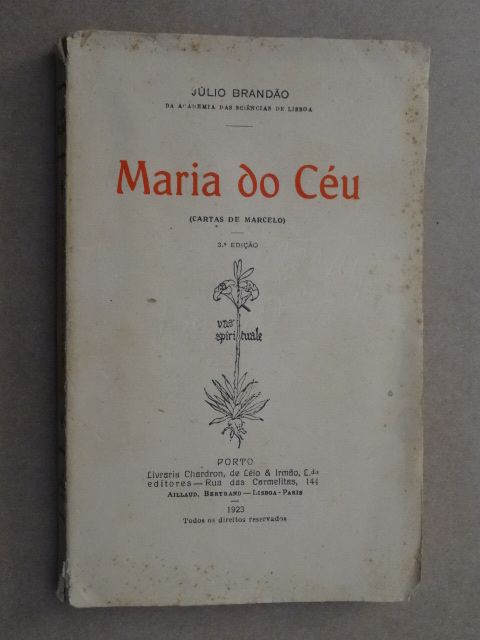 JÚLIO BRANDÃO
DA ACADEMIA DAS SCIÊNCIAS DE LISBOA
Maria do Céu
(CARTAS DE MARCELO)
3.ª EDIÇÃO
vas
spirituale
PORTO
Livraria Chardron, de Lélo & Irmão, L.da
editores — Rua das Carmelitas, 144
AILLAUD, BERTRAND — LISBOA-PARIS
1923
Todos os direitos reservados